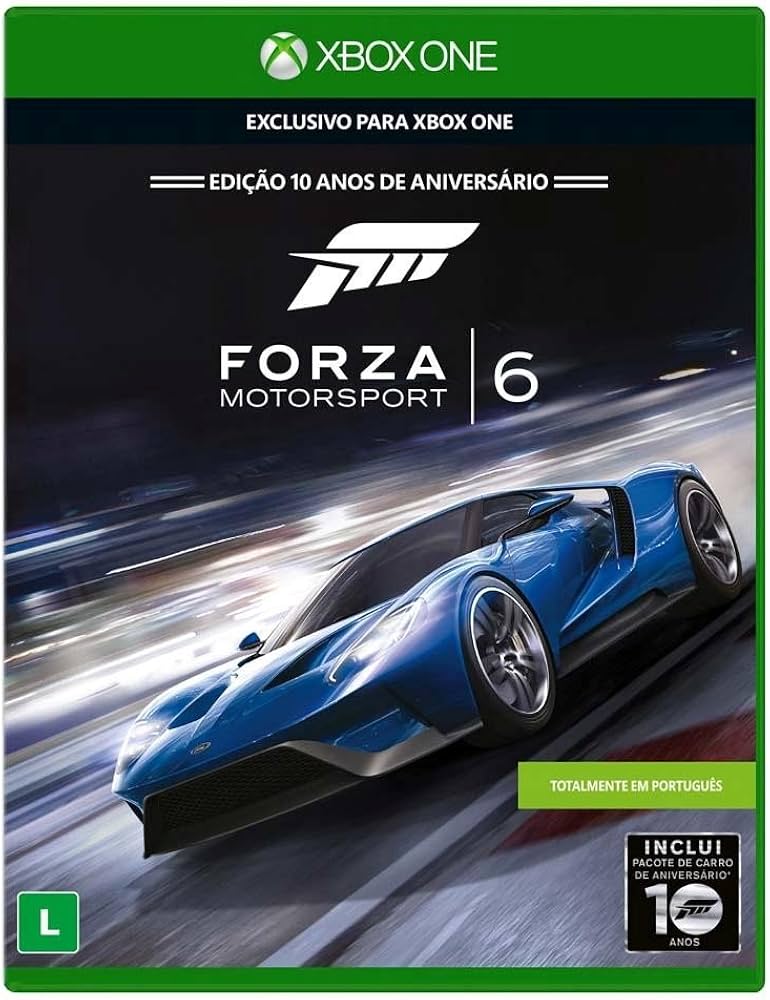 XBOX ONE
EXCLUSIVO PARA XBOX ONE
EDIÇÃO 10 ANOS DE ANIVERSÁRIO
FORZA
MOTORSPORT
6
TOTALMENTE EM PORTUGUÊS
INCLUI
PACOTE DE CARRO
DE ANIVERSÁRIO*
10
ANOS
L